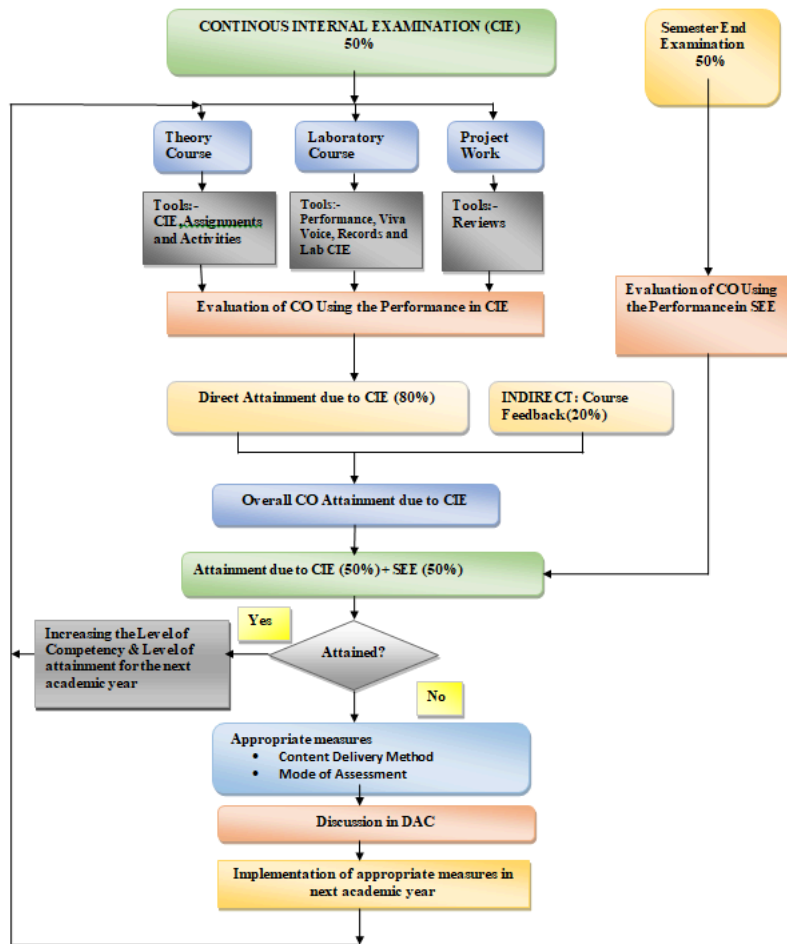 CONTINOUS INTERNAL EXAMINATION (CIE)
50%
Semester End
Examination
50%
Theory
Course
Laboratory
Course
Project
Work
Tools:-
CIE,Assignments
and Activities
Tools:-
Performance, Viva
Voice, Records and
Lab CIE
Tools:-
Reviews
Evaluation of CO Using the Performance in CIE
Evaluation of CO Using
the Performance in SEE
Direct Attainment due to CIE (80%)
INDIRECT: Course
Feedback(20%)
Overall CO Attainment due to CIE
Attainment due to CIE (50%)+ SEE (50%)
Yes
Increasing the Level of
Competency & Level of
attainment for the next
academic year
Attained?
No
Appropriate measures
• Content Delivery Method
• Mode of Assessment
Discussion in DAC
Implementation of appropriate measures in
next academic year